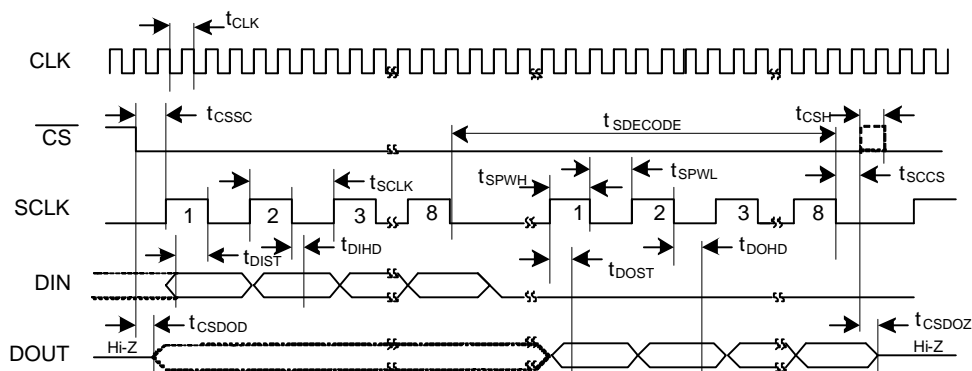 tCLK
CLK
tCSSC
tCSH
CS
tSDECODE
tSCLK
tSPWH
tSPWL
tSCCS
SCLK
1 2 3 8 1 2 3 8
tDIST
tDIHD
tDOST
tDOHD
DIN
tCSDOD
tCSDOZ
DOUT
Hi-Z
Hi-Z